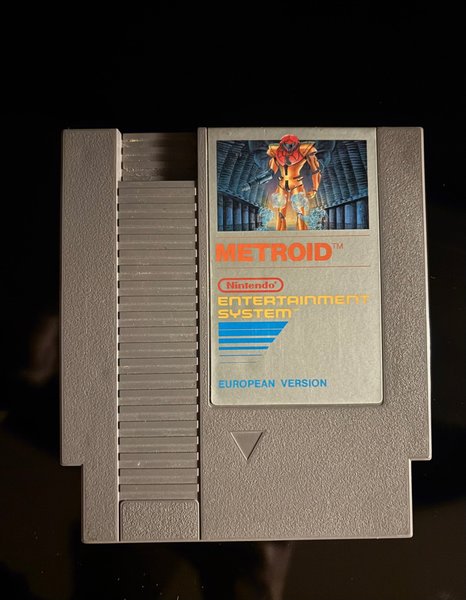 METROID™
Nintendo®
ENTERTAINMENT
SYSTEM™
EUROPEAN VERSION